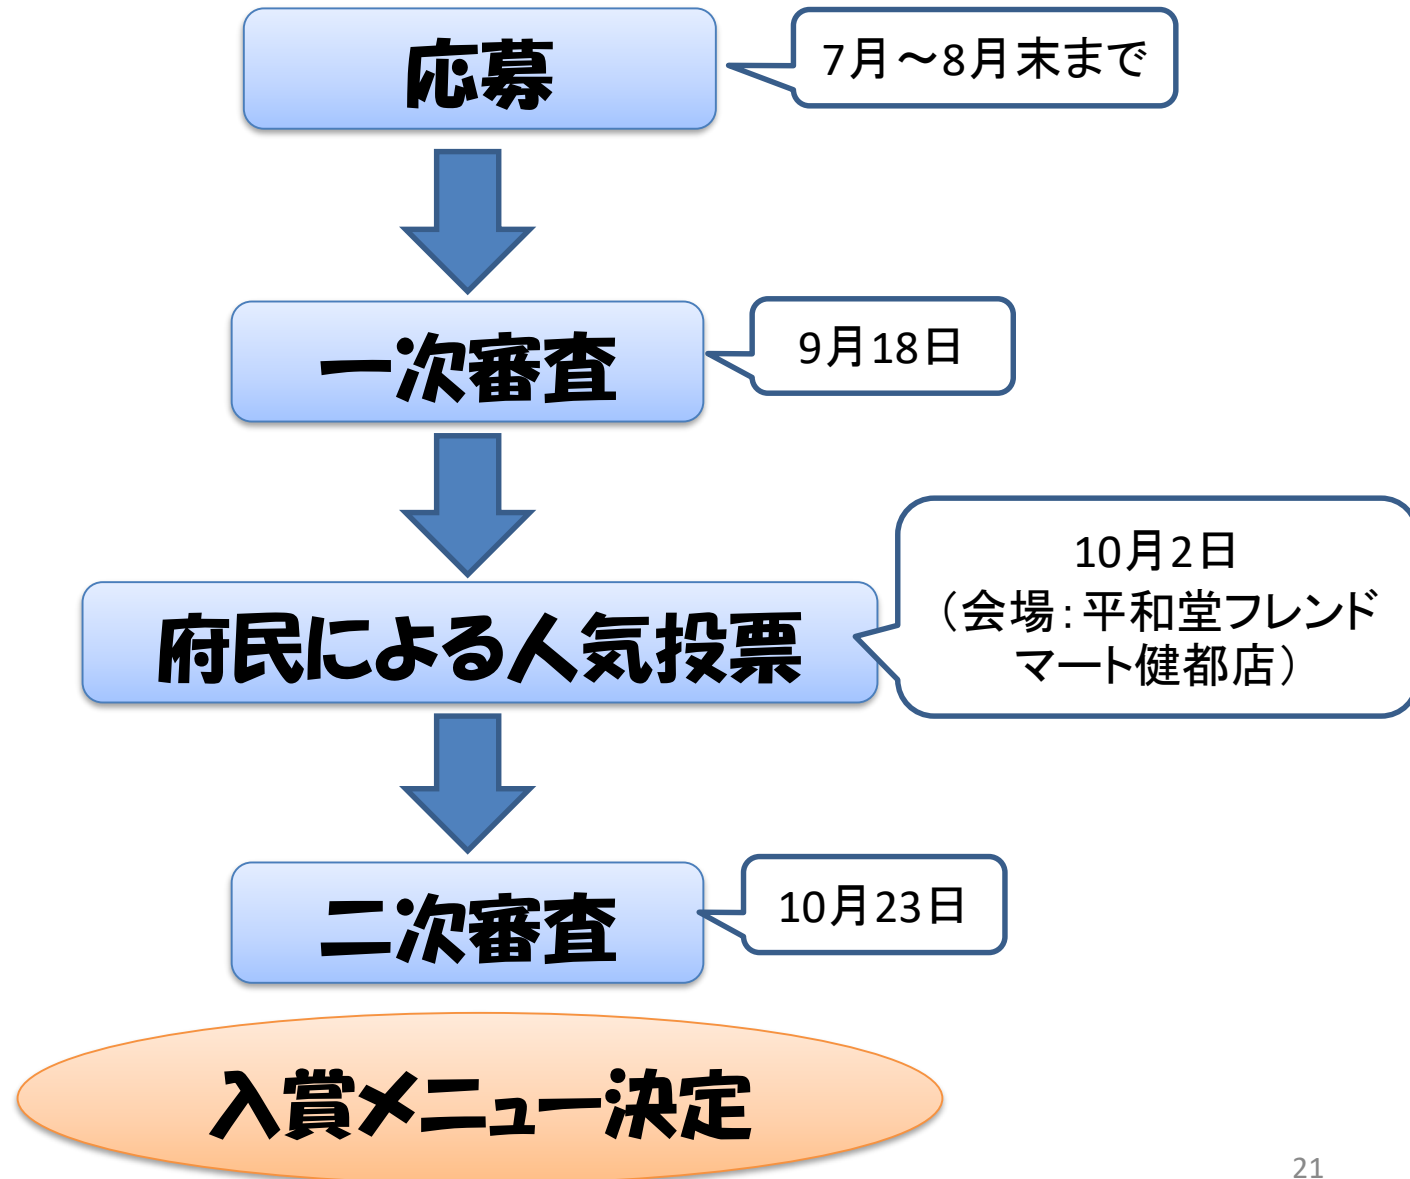 応募
7月～8月末まで
一次審査
9月18日
府民による人気投票
10月2日
（会場：平和堂フレンド
マート健都店）
二次審査
10月23日
入賞メニュー決定
21